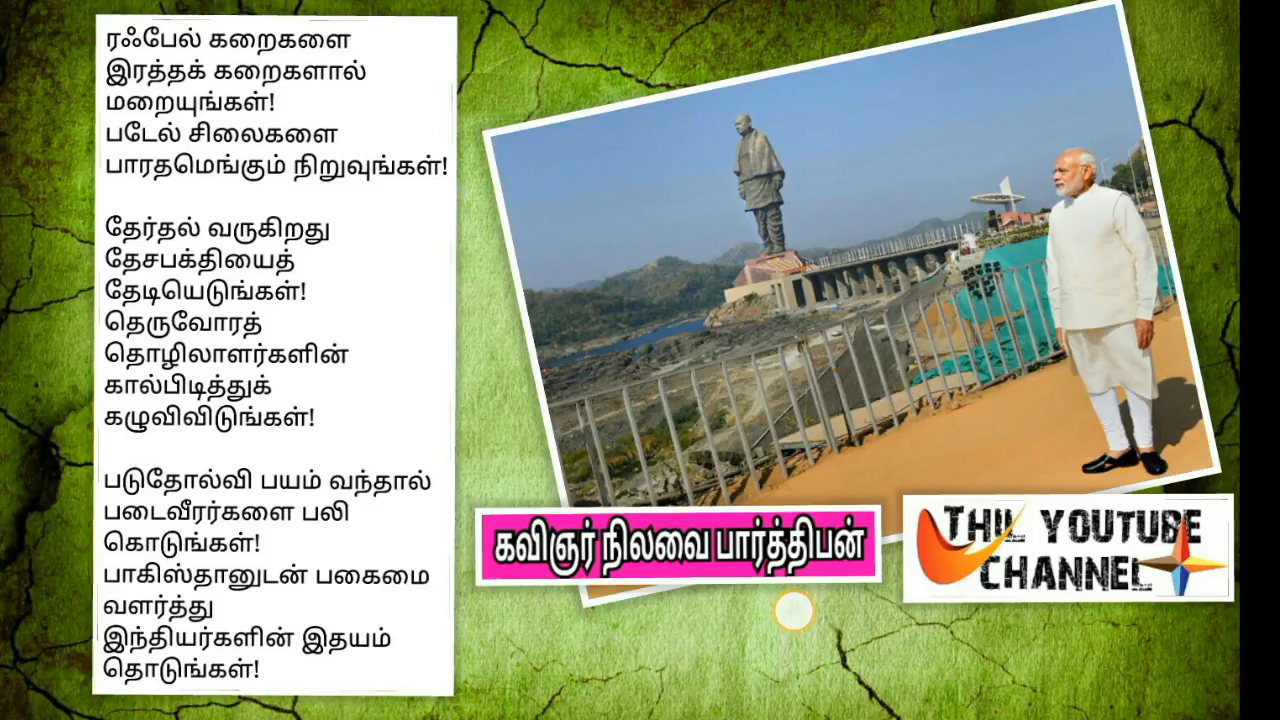 ரஃபேல் கறைகளை
இரத்தக் கறைகளால்
மறையுங்கள்!
படேல் சிலைகளை
பாரதமெங்கும் நிறுவுங்கள்!
தேர்தல் வருகிறது
தேசபக்தியைத்
தேடியெடுங்கள்!
தெருவோரத்
தொழிலாளர்களின்
கால்பிடித்துக்
கழுவிவிடுங்கள்!
படுதோல்வி பயம் வந்தால்
படைவீரர்களை பலி
கொடுங்கள்!
பாகிஸ்தானுடன் பகைமை
வளர்த்து
இந்தியர்களின் இதயம்
தொடுங்கள்!
கவிஞர் நிலவை பார்த்திபன்
THIL YOUTUBE
CHANNEL